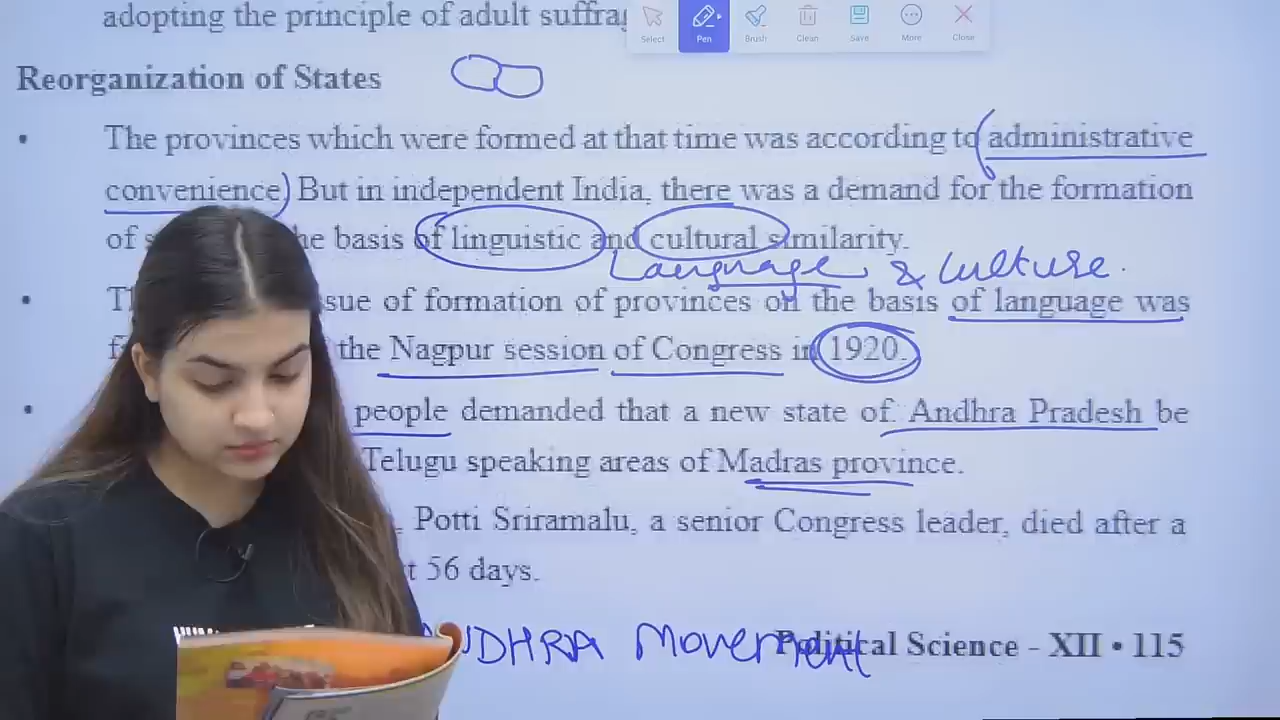 adopting the principle of adult
Select Pen Brush Clean Save More Close
Reorganization of States
• The provinces which were formed at that time was according to administrative
convenience. But in independent India, there was a demand for the formation
of the basis of linguistic and cultural similarity.
Language & Culture.
• of formation of provinces on the basis of language was
the Nagpur session of Congress in 1920.
• people demanded that a new state of Andhra Pradesh be
Telugu speaking areas of Madras province.
Potti Sriramalu, a senior Congress leader, died after a
56 days.
Movement
Political Science - XII • 115